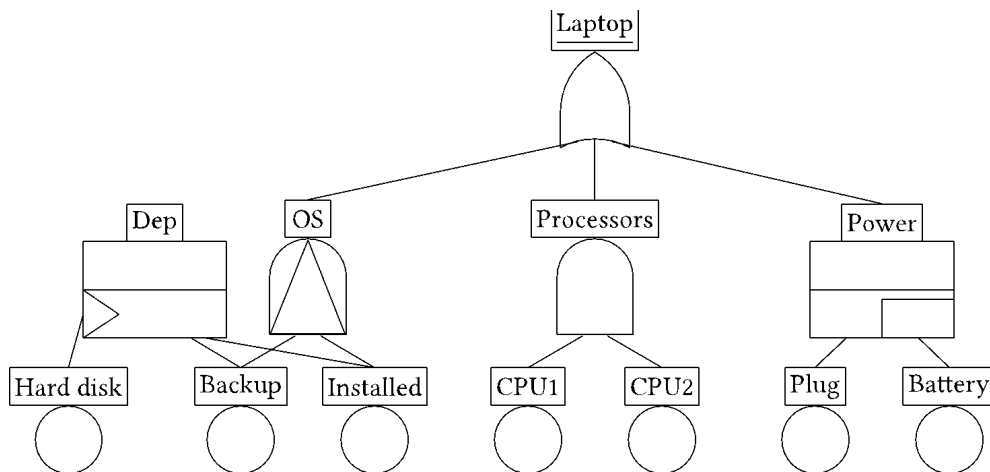 Laptop
Dep
OS
Processors
Power
Hard disk
Backup
Installed
CPU1
CPU2
Plug
Battery